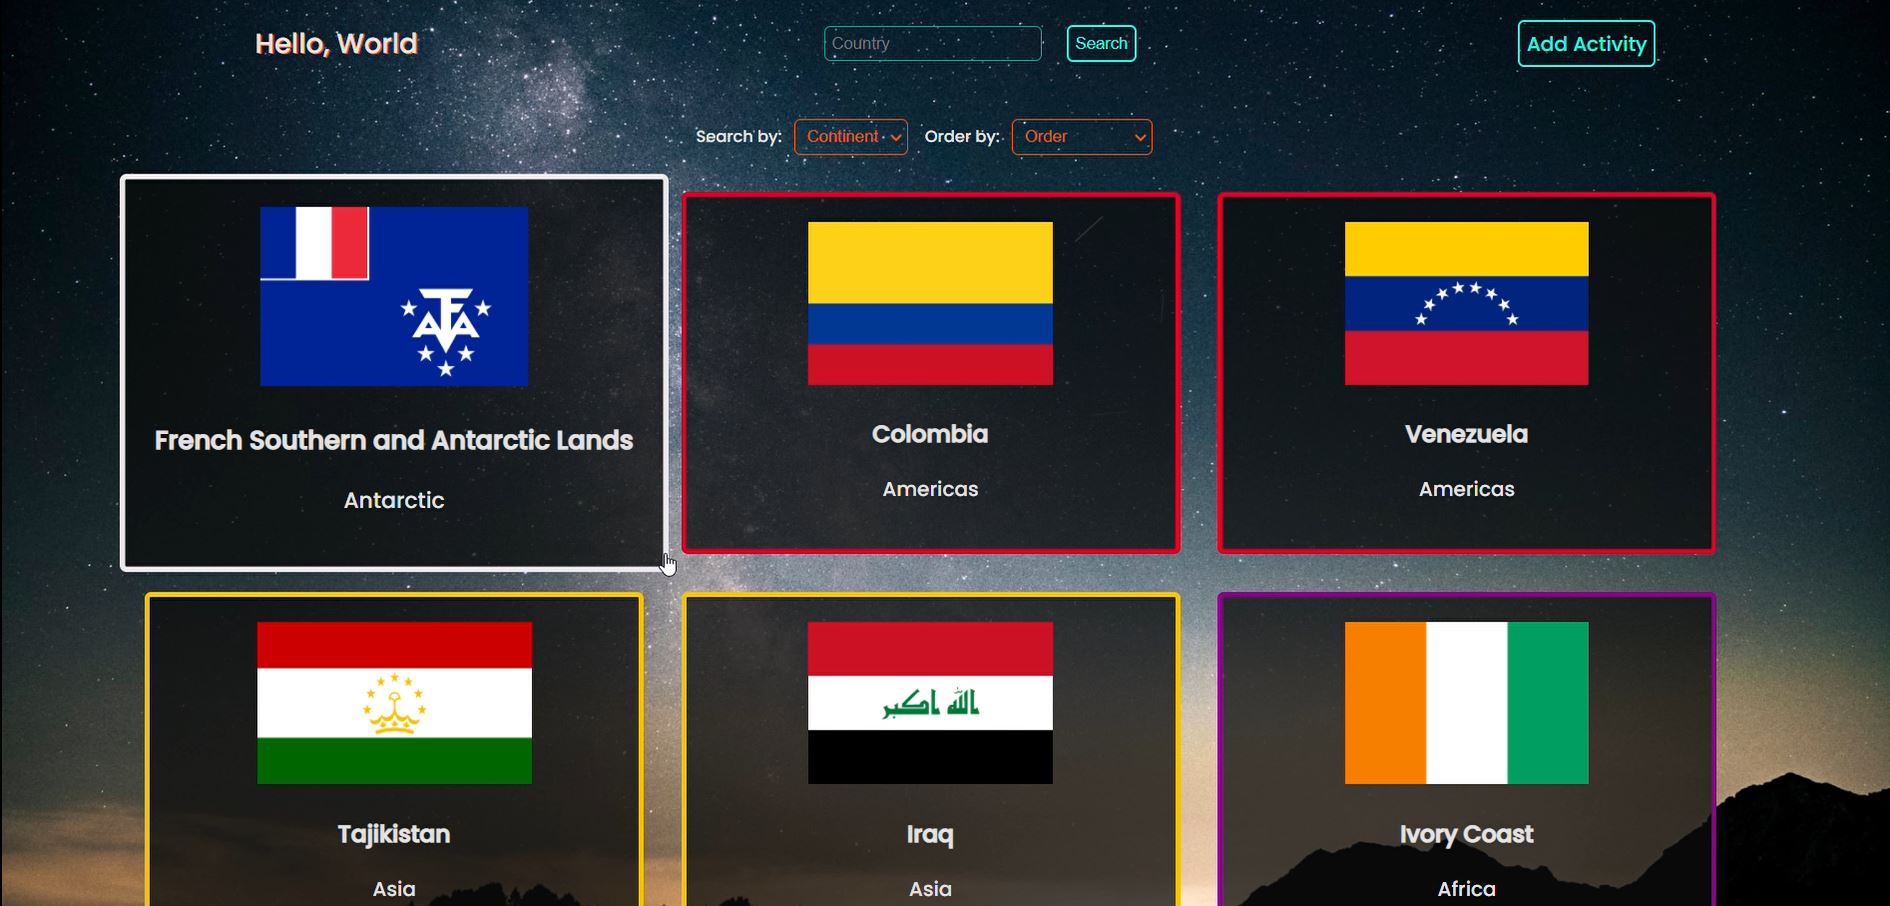 Hello, World
Country
Search
Add Activity
Search by:
Continent
Order by:
Order
French Southern and Antarctic Lands
Antarctic
Colombia
Americas
Venezuela
Americas
الله اكبر
Tajikistan
Asia
Iraq
Asia
Ivory Coast
Africa